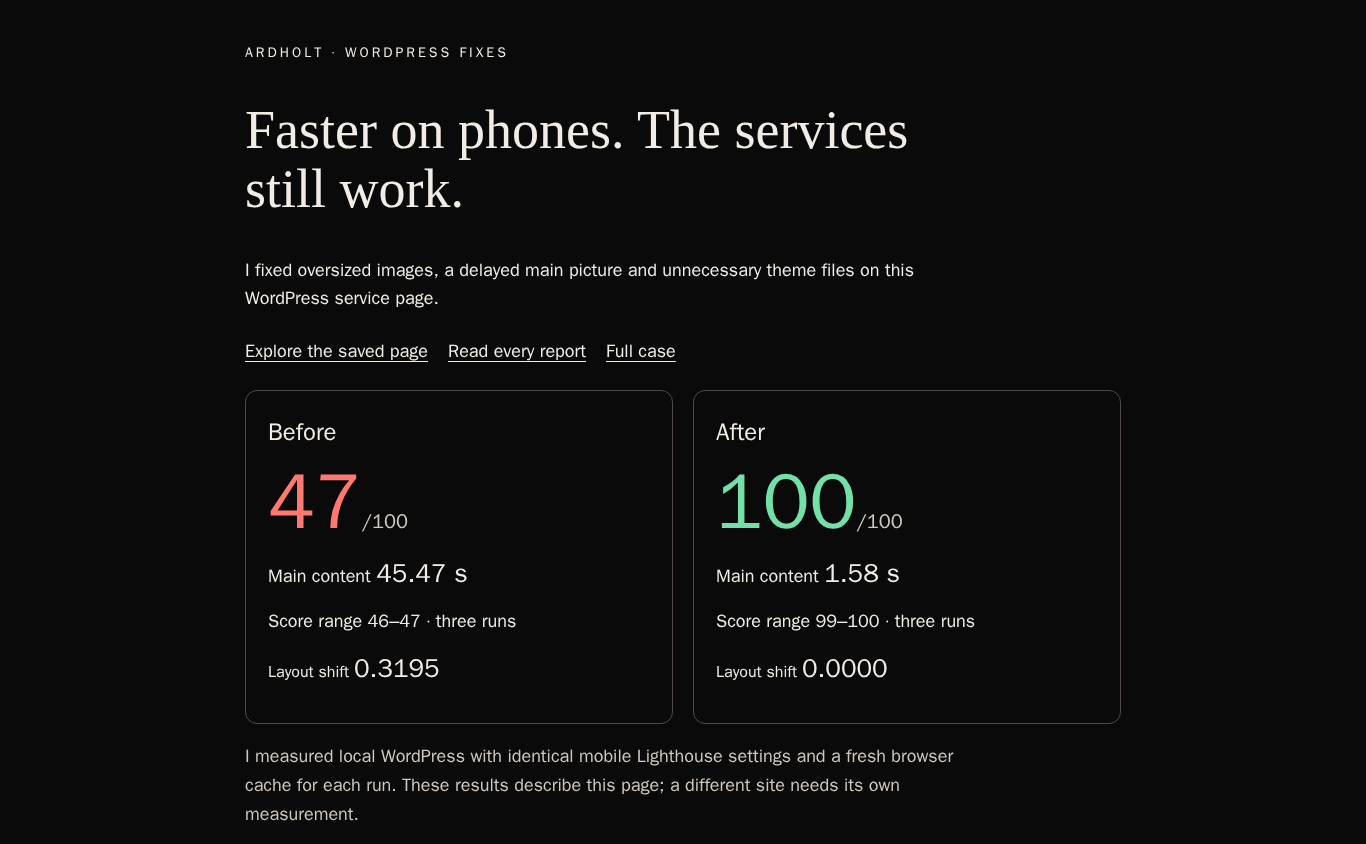 ARDHOLT · WORDPRESS FIXES
Faster on phones. The services
still work.
I fixed oversized images, a delayed main picture and unnecessary theme files on this
WordPress service page.
Explore the saved page Read every report Full case
Before
47/100
Main content 45.47 s
Score range 46–47 · three runs
Layout shift 0.3195
After
100/100
Main content 1.58 s
Score range 99–100 · three runs
Layout shift 0.0000
I measured local WordPress with identical mobile Lighthouse settings and a fresh browser
cache for each run. These results describe this page; a different site needs its own
measurement.